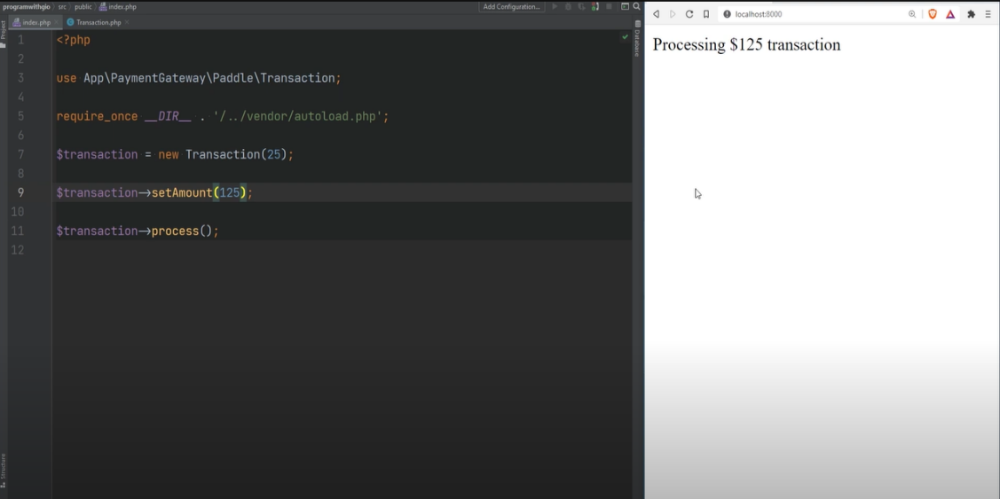 programwithgio > src > public > index.php
Add Configuration...
index.php
Transaction.php
localhost:8000
Project
Database
Structure
1 <?php
2
3 use App\PaymentGateway\Paddle\Transaction;
4
5 require_once __DIR__ . '/../vendor/autoload.php';
6
7 $transaction = new Transaction(25);
8
9 $transaction->setAmount(125);
10
11 $transaction->process();
12
Processing $125 transaction